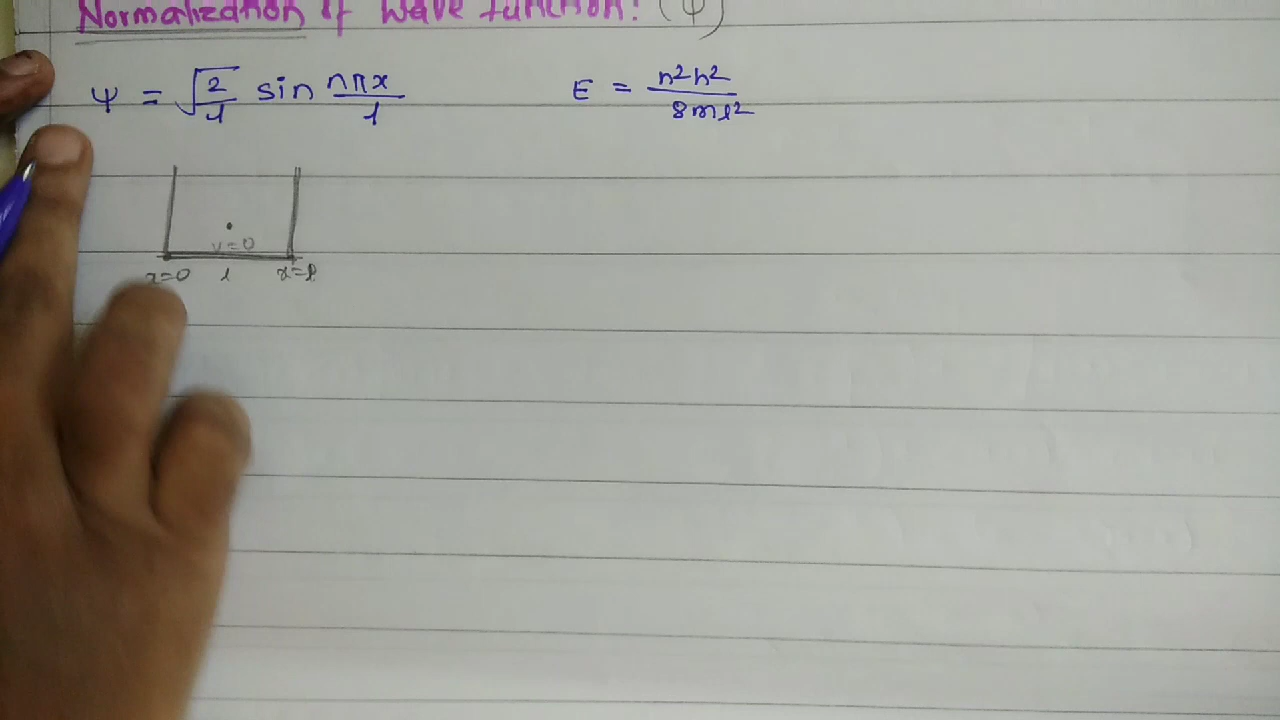 Normalization of Wave function: (ψ)
ψ = √2/l sin nπx/l
E = n²h²/8ml²
v=0
x=0 l x=l